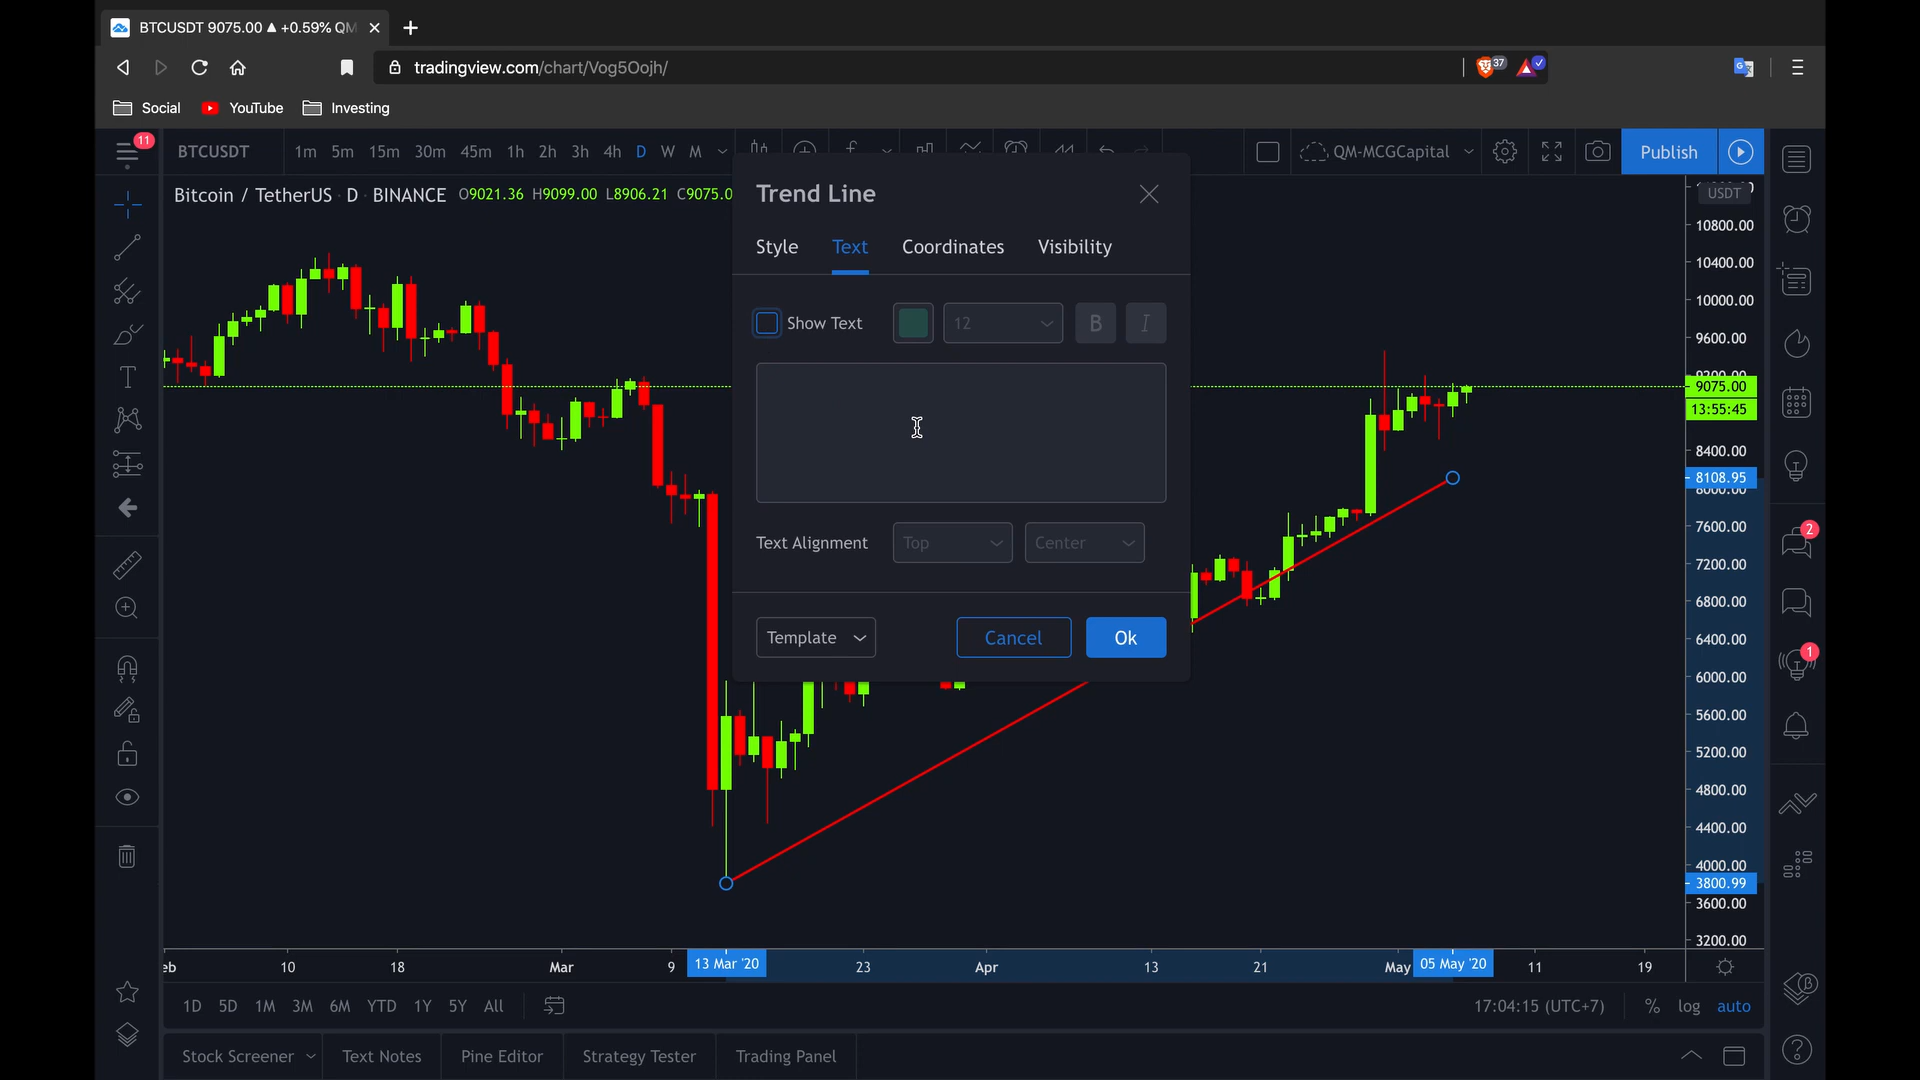 BTCUSDT 9075.00 ▲ +0.59% QM
tradingview.com/chart/Vog5Oojh/
37
Social YouTube Investing
11
BTCUSDT 1m 5m 15m 30m 45m 1h 2h 3h 4h D W M
QM-MCGCapital Publish
Bitcoin / TetherUS · D · BINANCE O9021.36 H9099.00 L8906.21 C9075.0
Trend Line
Style Text Coordinates Visibility
Show Text 12 B I
Text Alignment Top Center
Template Cancel Ok
USDT
10800.00
10400.00
10000.00
9600.00
9075.00
13:55:45
8400.00
8108.95
8000.00
7600.00
7200.00
6800.00
6400.00
6000.00
5600.00
5200.00
4800.00
4400.00
4000.00
3800.99
3600.00
3200.00
2
1
eb 10 18 Mar 9 13 Mar '20 23 Apr 13 21 May 05 May '20 11 19
1D 5D 1M 3M 6M YTD 1Y 5Y All 17:04:15 (UTC+7) % log auto
Stock Screener Text Notes Pine Editor Strategy Tester Trading Panel